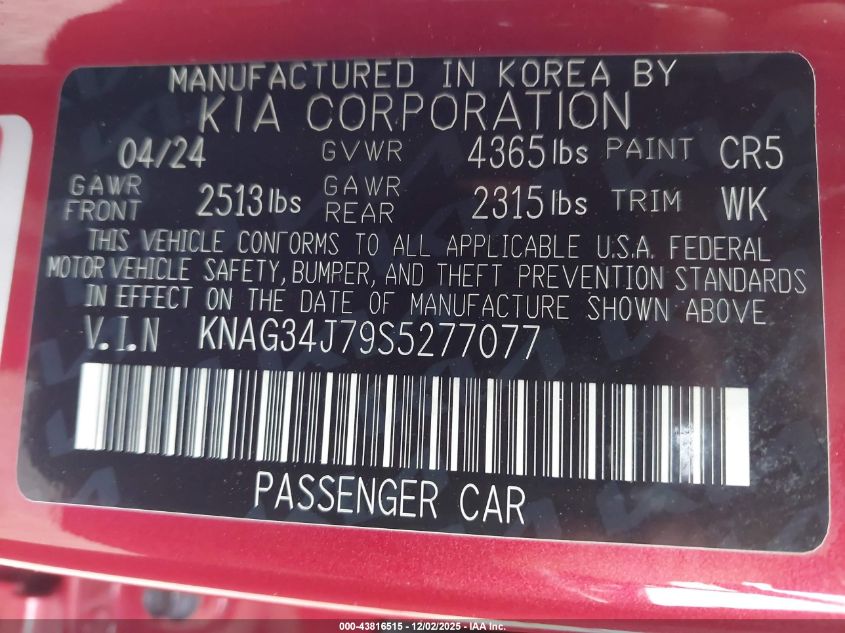 MANUFACTURED IN KOREA BY
KIA CORPORATION
04/24 GVWR 4365 lbs PAINT CR5
GAWR FRONT 2513 lbs GAWR REAR 2315 lbs TRIM WK
THIS VEHICLE CONFORMS TO ALL APPLICABLE U.S.A. FEDERAL
MOTOR VEHICLE SAFETY, BUMPER, AND THEFT PREVENTION STANDARDS
IN EFFECT ON THE DATE OF MANUFACTURE SHOWN ABOVE.
V.I.N KNAG34J79S5277077
PASSENGER CAR
000-43816515 - 12/02/2025 - IAA Inc.